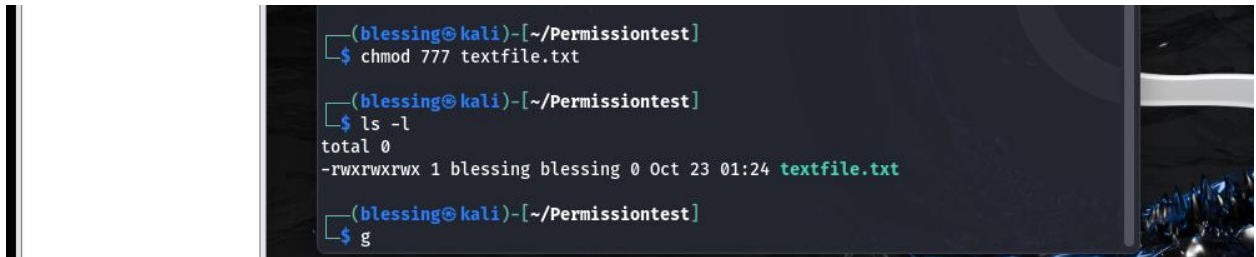 (blessing㉿kali)-[~/Permissiontest]
$ chmod 777 textfile.txt
(blessing㉿kali)-[~/Permissiontest]
$ ls -l
total 0
-rwxrwxrwx 1 blessing blessing 0 Oct 23 01:24 textfile.txt
(blessing㉿kali)-[~/Permissiontest]
$ g